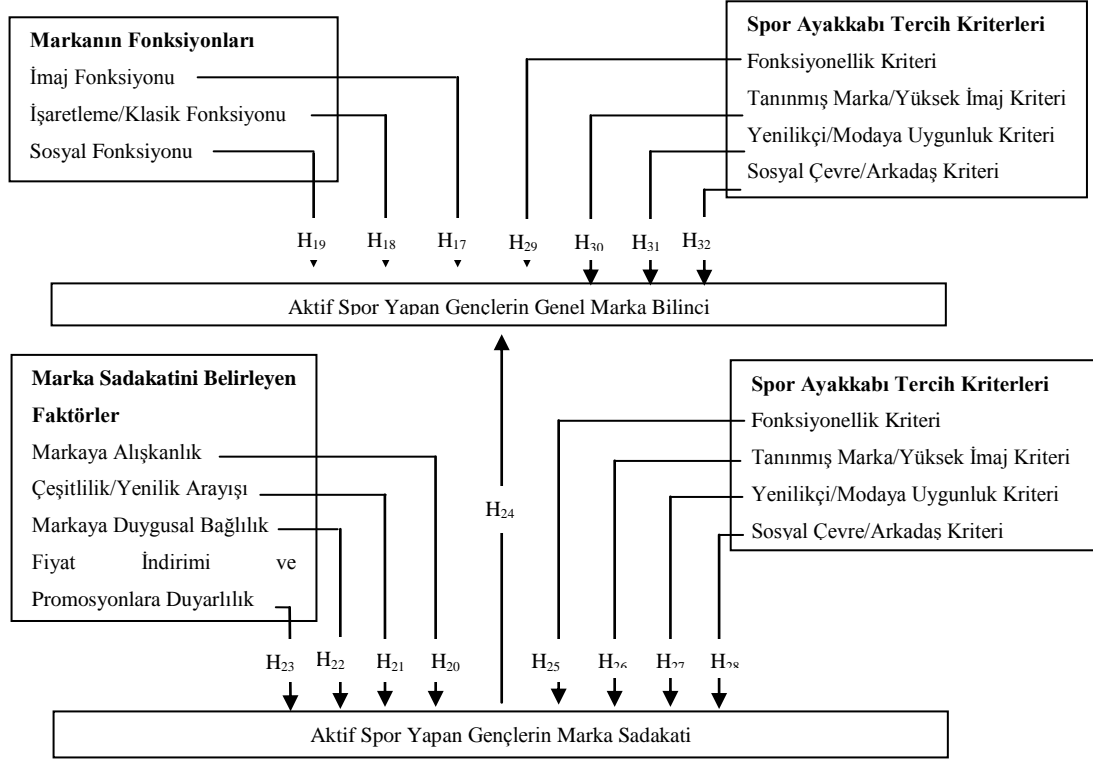 Markanın Fonksiyonları
İmaj Fonksiyonu
İşaretleme/Klasik Fonksiyonu
Sosyal Fonksiyonu
Spor Ayakkabı Tercih Kriterleri
Fonksiyonellik Kriteri
Tanınmış Marka/Yüksek İmaj Kriteri
Yenilikçi/Modaya Uygunluk Kriteri
Sosyal Çevre/Arkadaş Kriteri
H19 H18 H17 H29 H30 H31 H32
Aktif Spor Yapan Gençlerin Genel Marka Bilinci
Marka Sadakatini Belirleyen
Faktörler
Markaya Alışkanlık
Çeşitlilik/Yenilik Arayışı
Markaya Duygusal Bağlılık
Fiyat İndirimi ve
Promosyonlara Duyarlılık
H24
Spor Ayakkabı Tercih Kriterleri
Fonksiyonellik Kriteri
Tanınmış Marka/Yüksek İmaj Kriteri
Yenilikçi/Modaya Uygunluk Kriteri
Sosyal Çevre/Arkadaş Kriteri
H23 H22 H21 H20 H25 H26 H27 H28
Aktif Spor Yapan Gençlerin Marka Sadakati